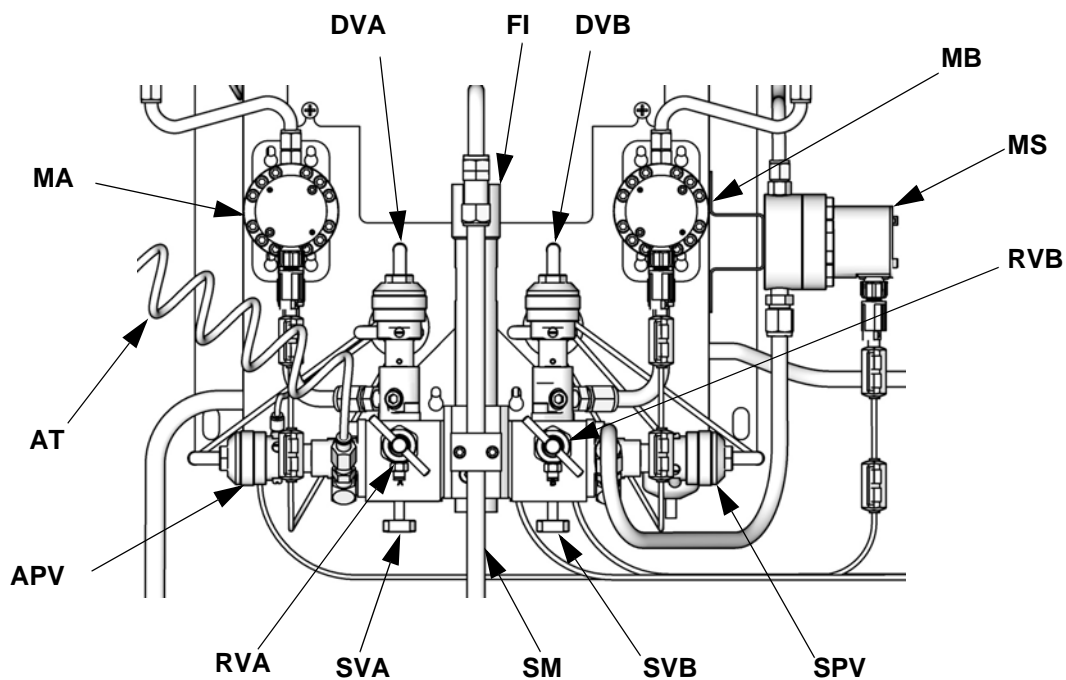 DVA FI DVB
MB
MA MS
RVB
AT
APV
RVA SVA SM SVB SPV